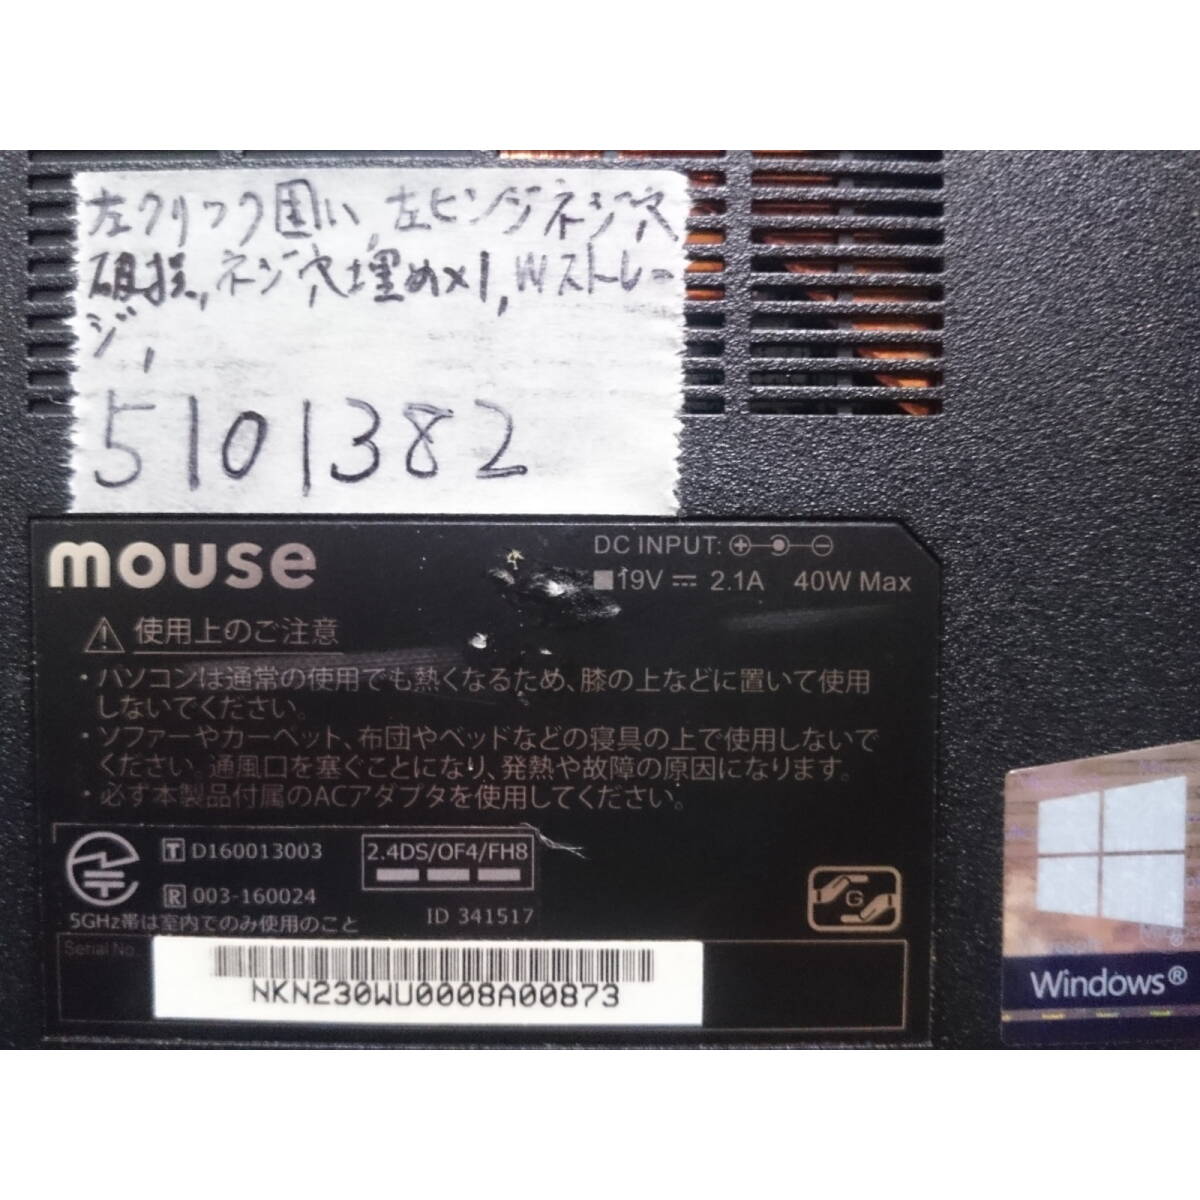 左クリック固い,左ヒンジネジ穴
破損,ネジ穴埋め×1,Wストレー
ジ,
5101382
mouse
DC INPUT:
19V 2.1A 40W Max
使用上のご注意
・パソコンは通常の使用でも熱くなるため、膝の上などに置いて使用
しないでください。
・ソファーやカーペット、布団やベッドなどの寝具の上で使用しないで
ください。通風口を塞ぐことになり、発熱や故障の原因になります。
・必ず本製品付属のACアダプタを使用してください。
T D160013003
2.4DS/OF4/FH8
R 003-160024
5GHz帯は室内でのみ使用のこと
ID 341517
G
Serial No.
NKN230WU0008A00873
Microsoft
Windows®